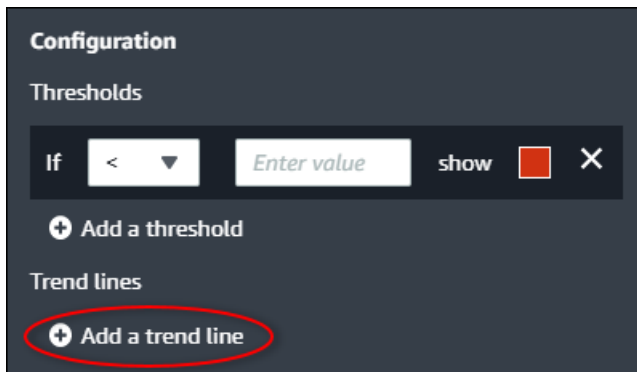 Configuration
Thresholds
If < Enter value show
Add a threshold
Trend lines
Add a trend line